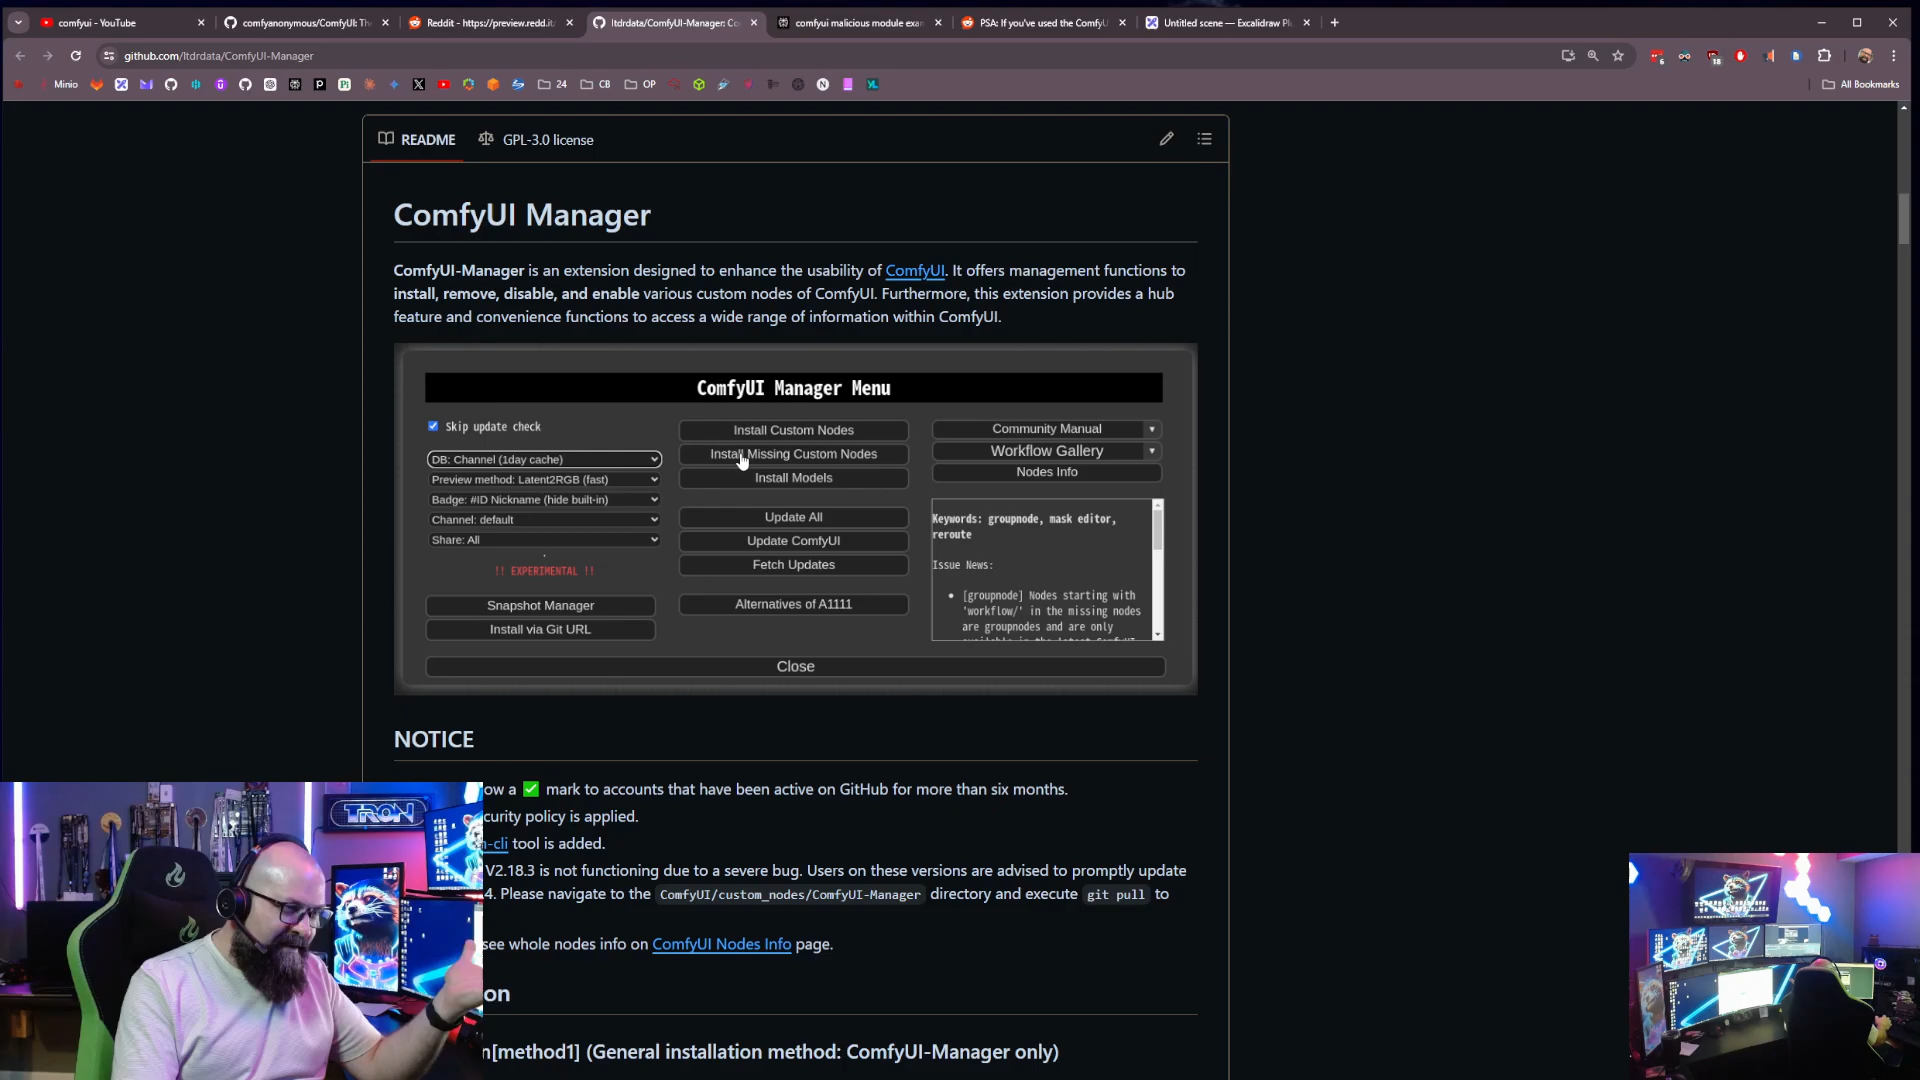 comfyui - YouTube
comfyanonymous/ComfyUI: Th
Reddit - https://preview.redd.it
ltdrdata/ComfyUI-Manager: Co
comfyui malicious module exa
PSA: If you've used the ComfyU
Untitled scene — Excalidraw Pl
github.com/ltdrdata/ComfyUI-Manager
6
18
Minio
24
CB
OP
All Bookmarks
README
GPL-3.0 license
ComfyUI Manager
ComfyUI-Manager is an extension designed to enhance the usability of ComfyUI. It offers management functions to
install, remove, disable, and enable various custom nodes of ComfyUI. Furthermore, this extension provides a hub
feature and convenience functions to access a wide range of information within ComfyUI.
ComfyUI Manager Menu
Skip update check
DB: Channel (1day cache)
Preview method: Latent2RGB (fast)
Badge: #ID Nickname (hide built-in)
Channel: default
Share: All
!! EXPERIMENTAL !!
Snapshot Manager
Install via Git URL
Install Custom Nodes
Install Missing Custom Nodes
Install Models
Update All
Update ComfyUI
Fetch Updates
Alternatives of A1111
Community Manual
Workflow Gallery
Nodes Info
Keywords: groupnode, mask editor,
reroute
Issue News:
• [groupnode] Nodes starting with
'workflow/' in the missing nodes
are groupnodes and are only
Close
NOTICE
ow a ✅ mark to accounts that have been active on GitHub for more than six months.
curity policy is applied.
-cli tool is added.
V2.18.3 is not functioning due to a severe bug. Users on these versions are advised to promptly update
4. Please navigate to the ComfyUI/custom_nodes/ComfyUI-Manager directory and execute git pull to
see whole nodes info on ComfyUI Nodes Info page.
on
n[method1] (General installation method: ComfyUI-Manager only)
TRON